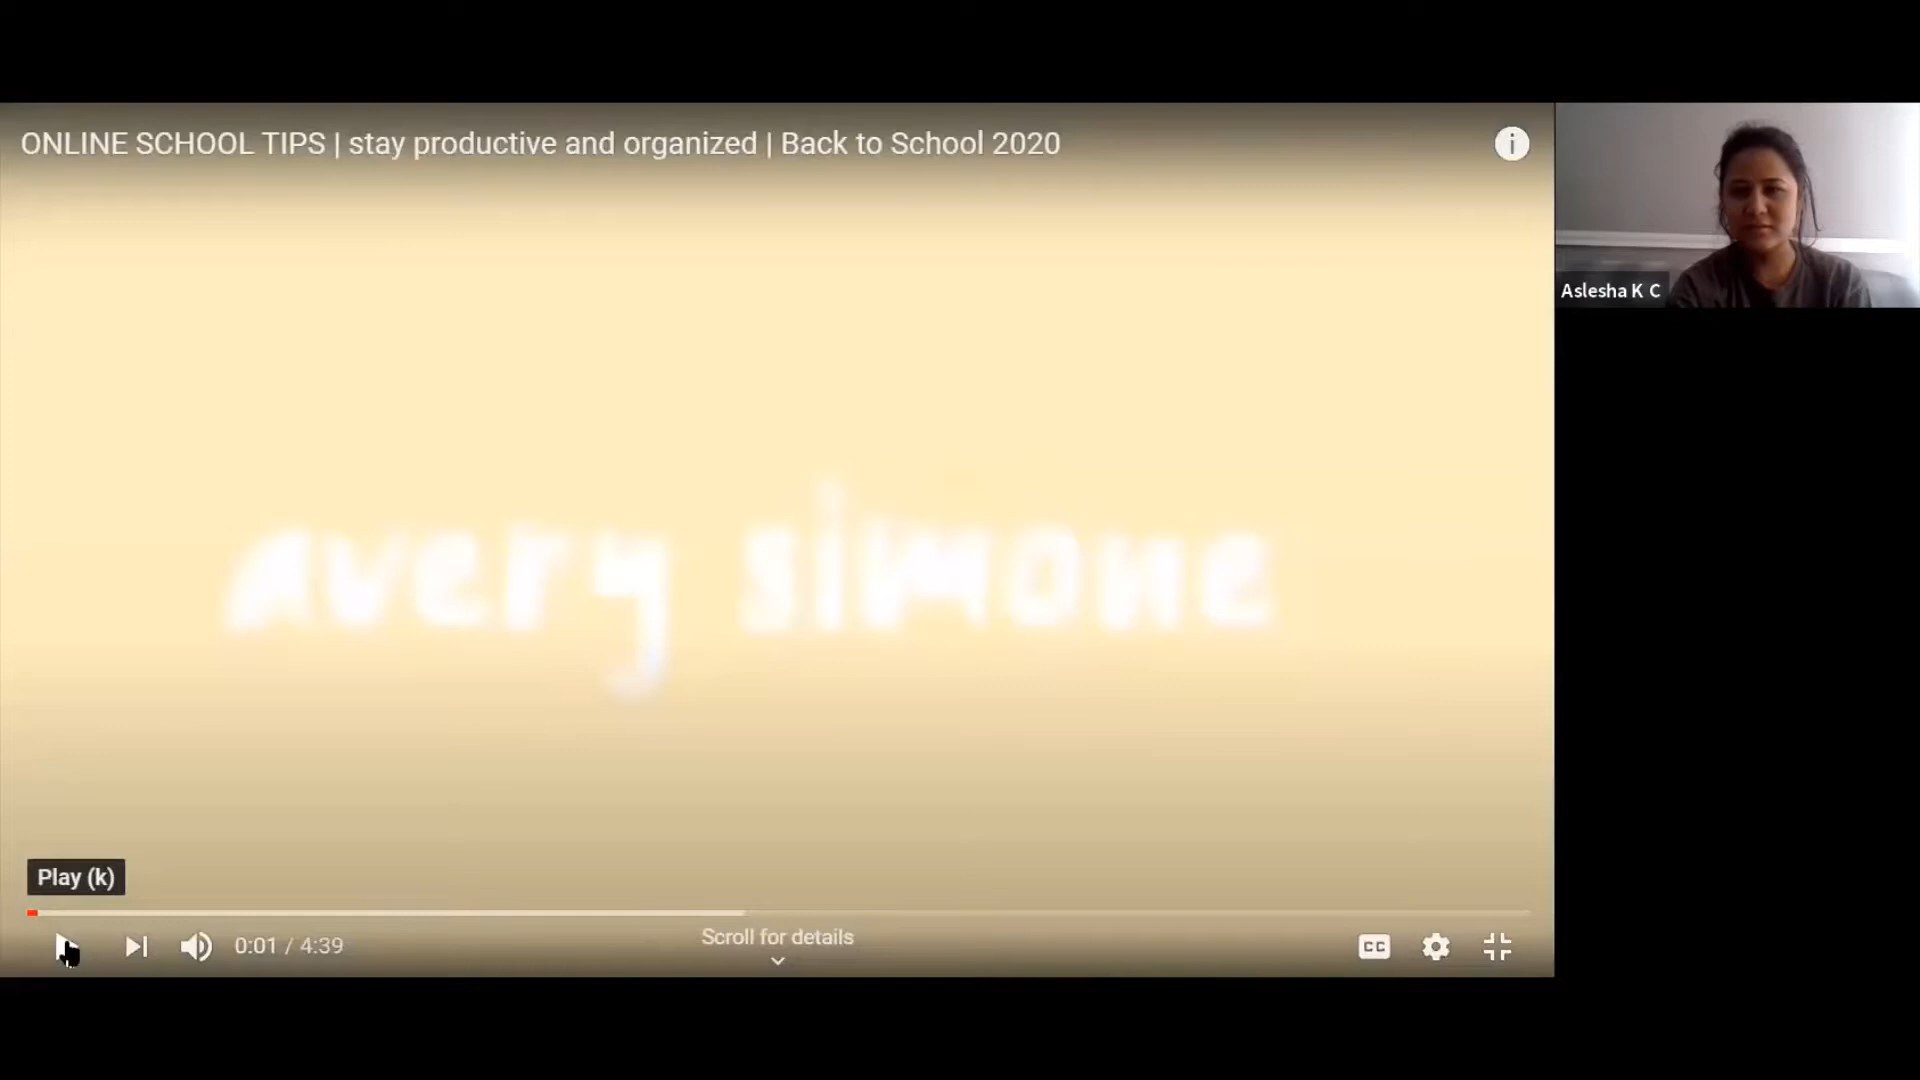 ONLINE SCHOOL TIPS | stay productive and organized | Back to School 2020
i
Aslesha K C
avery simone
Play (k)
0:01 / 4:39
Scroll for details
CC